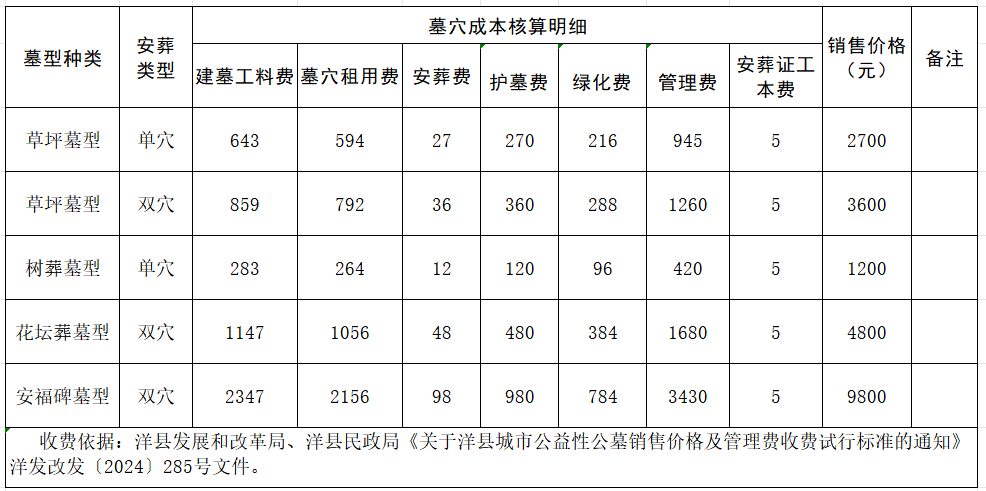 墓型种类 安葬类型 墓穴成本核算明细 销售价格（元） 备注
建墓工料费 墓穴租用费 安葬费 护墓费 绿化费 管理费 安葬证工本费
草坪墓型 单穴 643 594 27 270 216 945 5 2700
草坪墓型 双穴 859 792 36 360 288 1260 5 3600
树葬墓型 单穴 283 264 12 120 96 420 5 1200
花坛葬墓型 双穴 1147 1056 48 480 384 1680 5 4800
安福碑墓型 双穴 2347 2156 98 980 784 3430 5 9800
收费依据：洋县发展和改革局、洋县民政局《关于洋县城市公益性公墓销售价格及管理费收费试行标准的通知》
洋发改发〔2024〕285号文件。